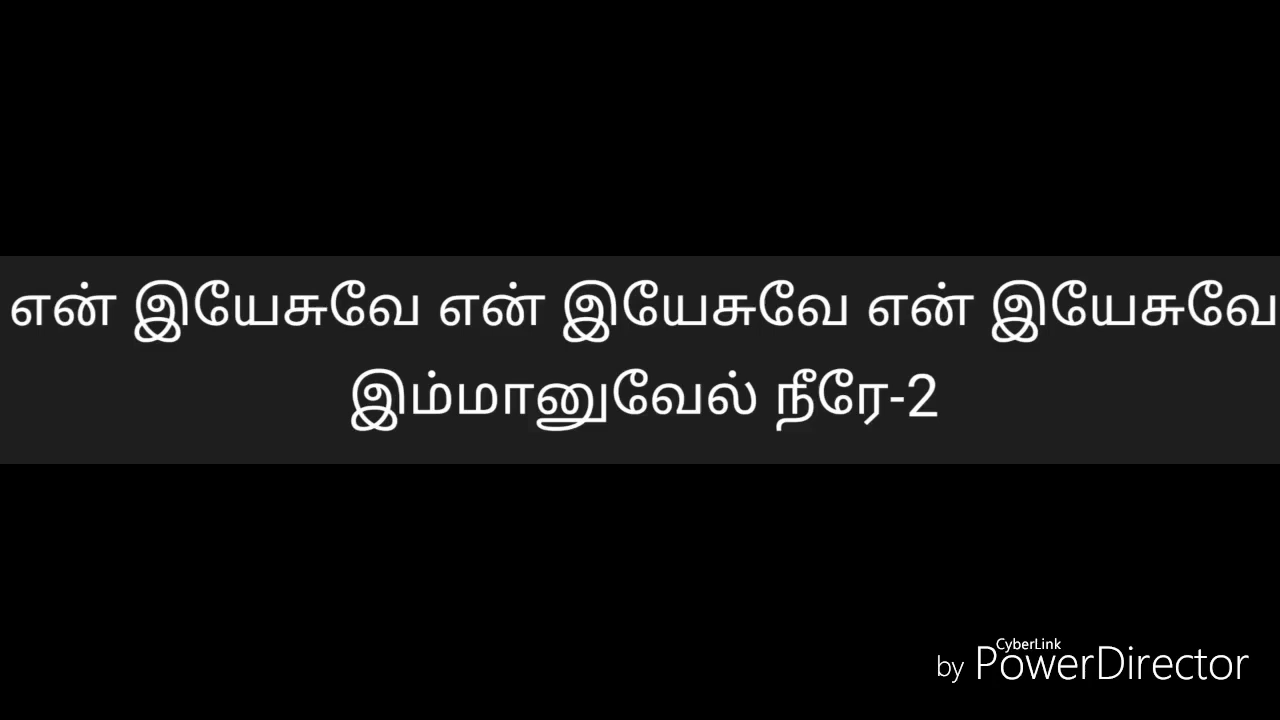 என் இயேசுவே என் இயேசுவே என் இயேசுவே
இம்மானுவேல் நீரே-2
CyberLink
by PowerDirector